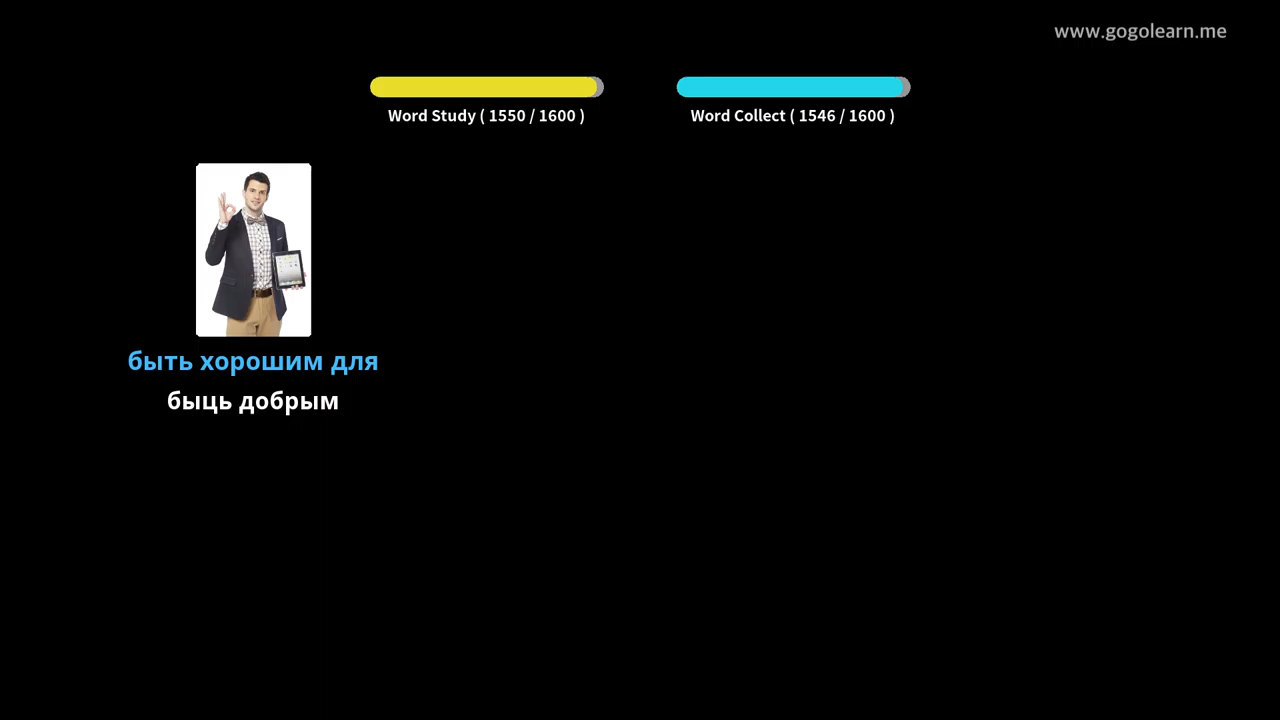 www.gogolearn.me
Word Study ( 1550 / 1600 )
Word Collect ( 1546 / 1600 )
быть хорошим для
быць добрым